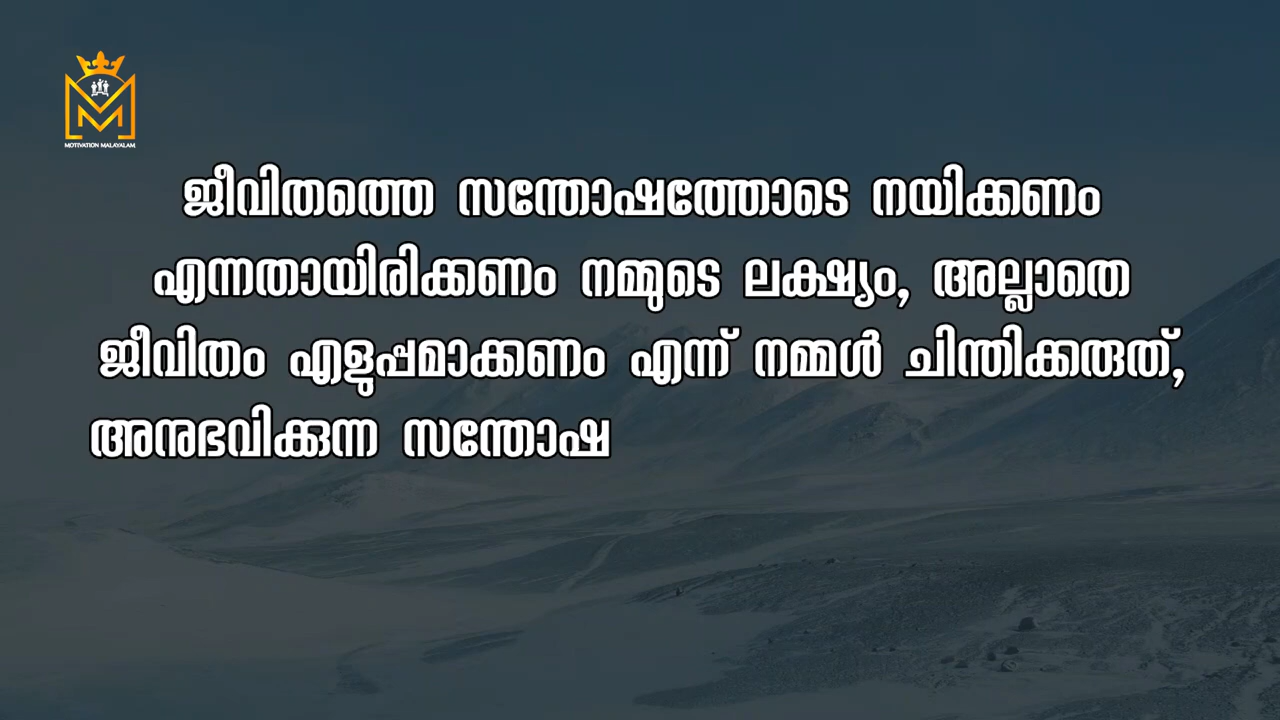 MOTIVATION MALAYALAM
ജീവിതത്തെ സന്തോഷത്തോടെ നയിക്കണം
എന്നതായിരിക്കണം നമ്മുടെ ലക്ഷ്യം, അല്ലാതെ
ജീവിതം എളുപ്പമാക്കണം എന്ന് നമ്മൾ ചിന്തിക്കരുത്,
അനുഭവിക്കുന്ന സന്തോഷ